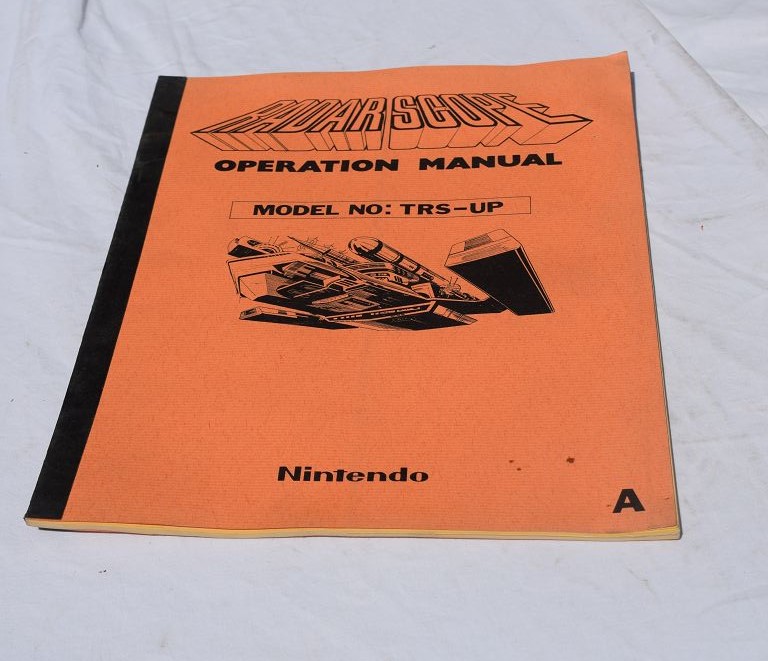 RADAR SCOPE
OPERATION MANUAL
MODEL NO: TRS-UP
Nintendo
A